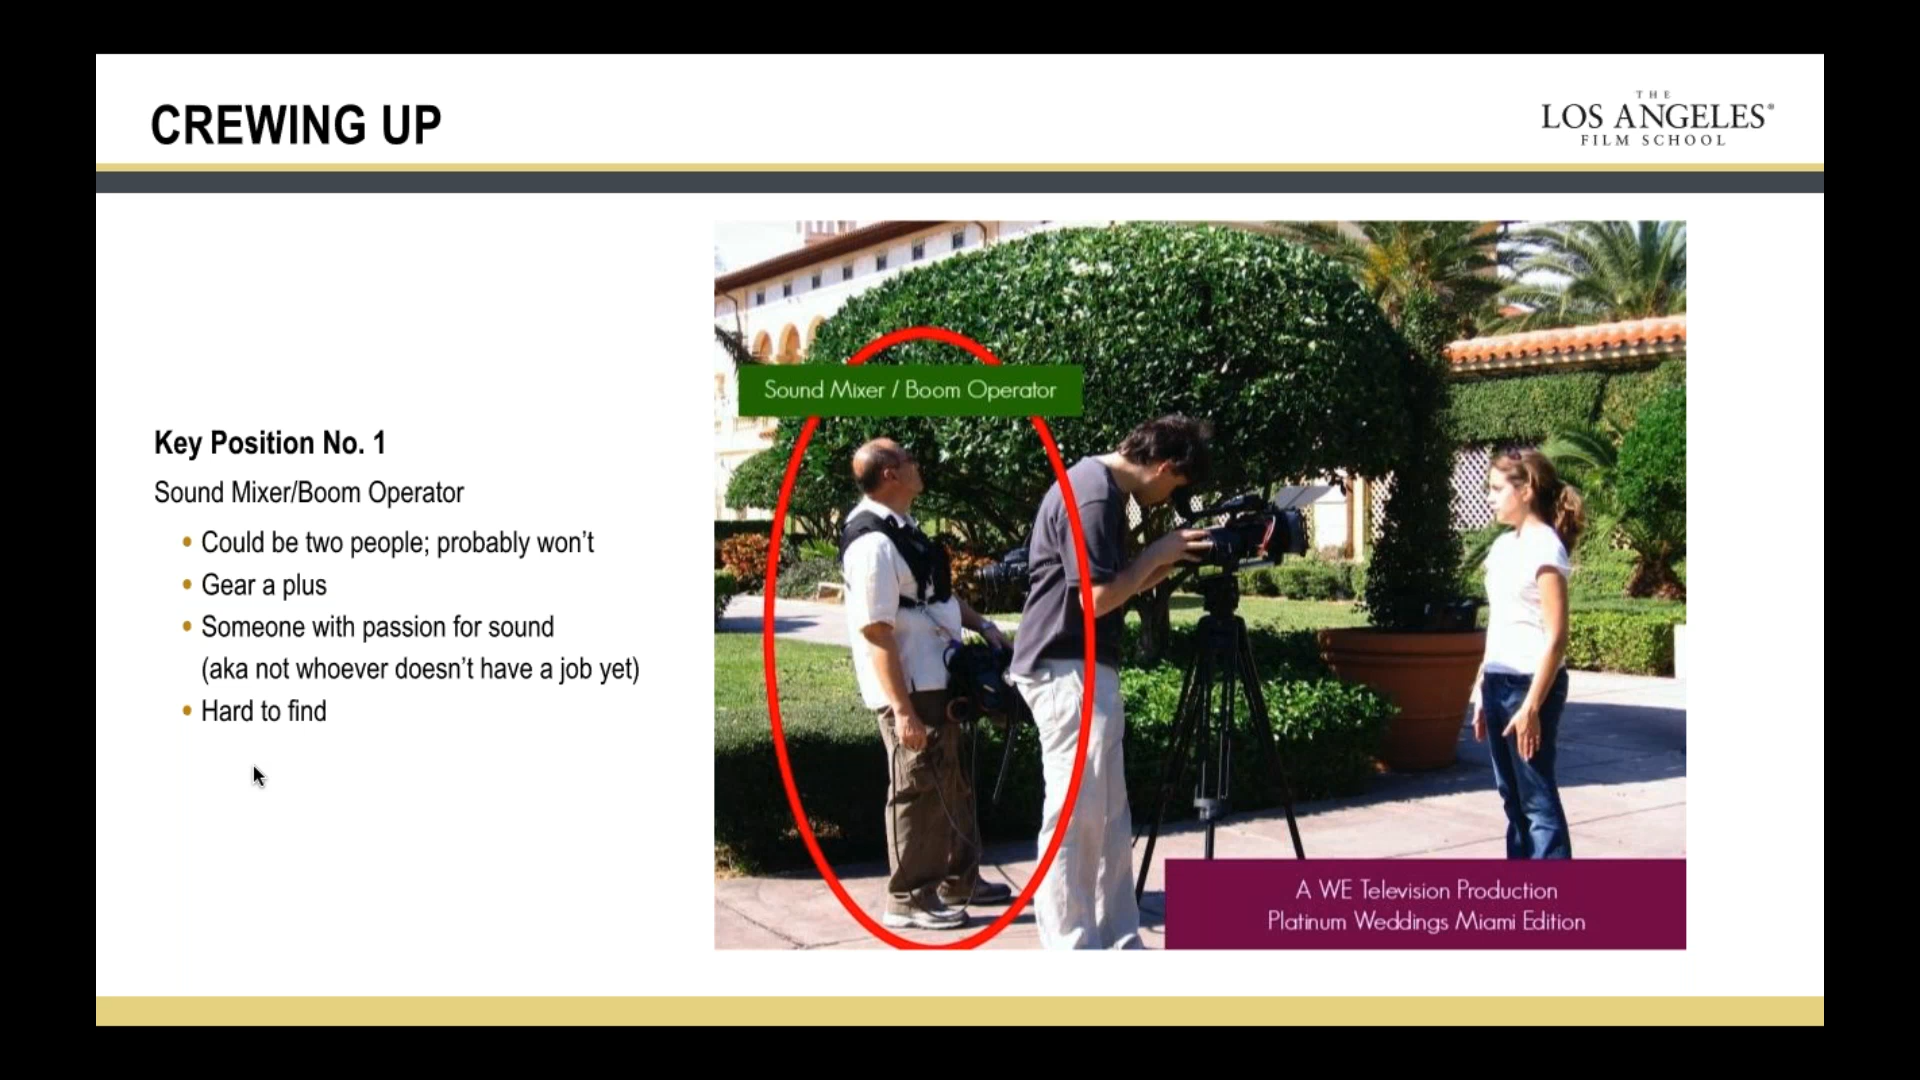 CREWING UP
THE
LOS ANGELES®
FILM SCHOOL
Key Position No. 1
Sound Mixer/Boom Operator
• Could be two people; probably won’t
• Gear a plus
• Someone with passion for sound
(aka not whoever doesn’t have a job yet)
• Hard to find
Sound Mixer / Boom Operator
A WE Television Production
Platinum Weddings Miami Edition